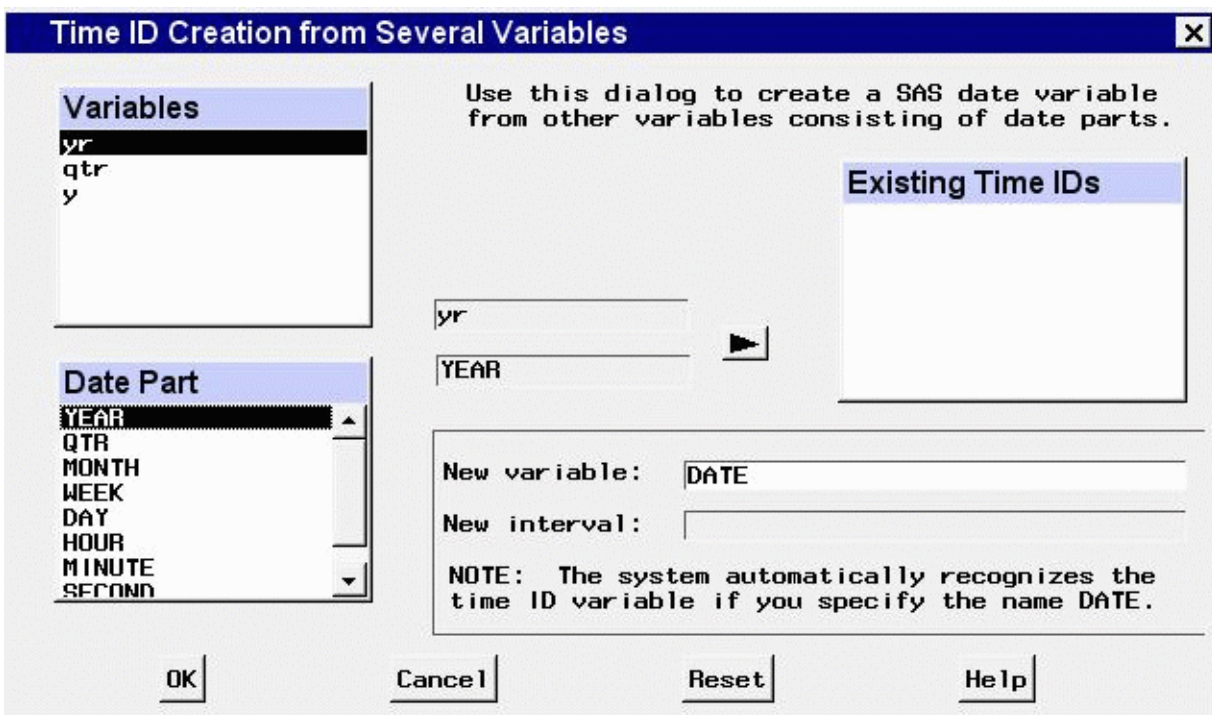 Time ID Creation from Several Variables
Variables
yr
qtr
y
Use this dialog to create a SAS date variable
from other variables consisting of date parts.
Existing Time IDs
yr
YEAR
Date Part
YEAR
QTR
MONTH
WEEK
DAY
HOUR
MINUTE
SECOND
New variable: DATE
New interval:
NOTE: The system automatically recognizes the
time ID variable if you specify the name DATE.
OK Cancel Reset Help